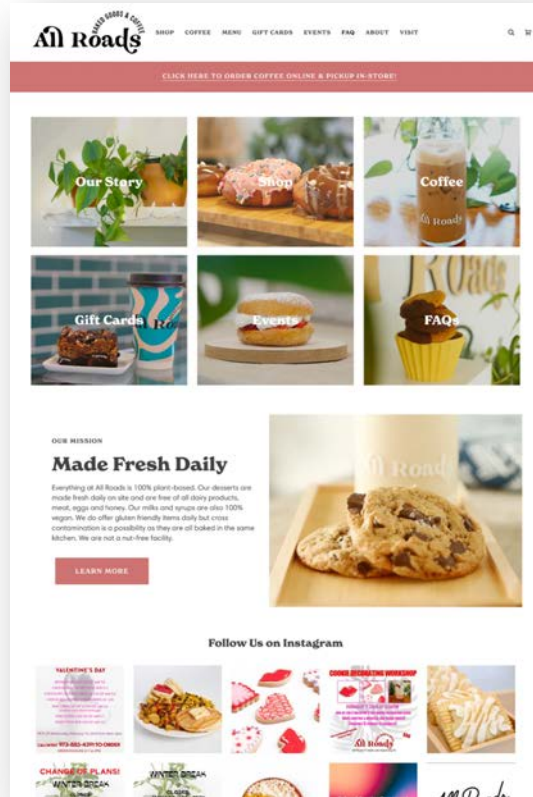 BAKED GOODS & COFFEE
All Roads
SHOP COFFEE MENU GIFT CARDS EVENTS FAQ ABOUT VISIT
CLICK HERE TO ORDER COFFEE ONLINE & PICKUP IN-STORE!
Our Story
Shop
Coffee
All Roads
Gift Cards
Events
FAQs
OUR MISSION
Made Fresh Daily
Everything at All Roads is 100% plant-based. Our desserts are
made fresh daily on site and are free of all dairy products,
meat, eggs and honey. Our milks and syrups are also 100%
vegan. We do offer gluten friendly items daily but cross
contamination is a possibility as they are all baked in the same
kitchen. We are not a nut-free facility.
LEARN MORE
All Roads
Follow Us on Instagram
VALENTINE'S DAY
COOKIE DECORATING WORKSHOP
All Roads
CHANGE OF PLANS!
WINTER BREAK
WINTER BREAK